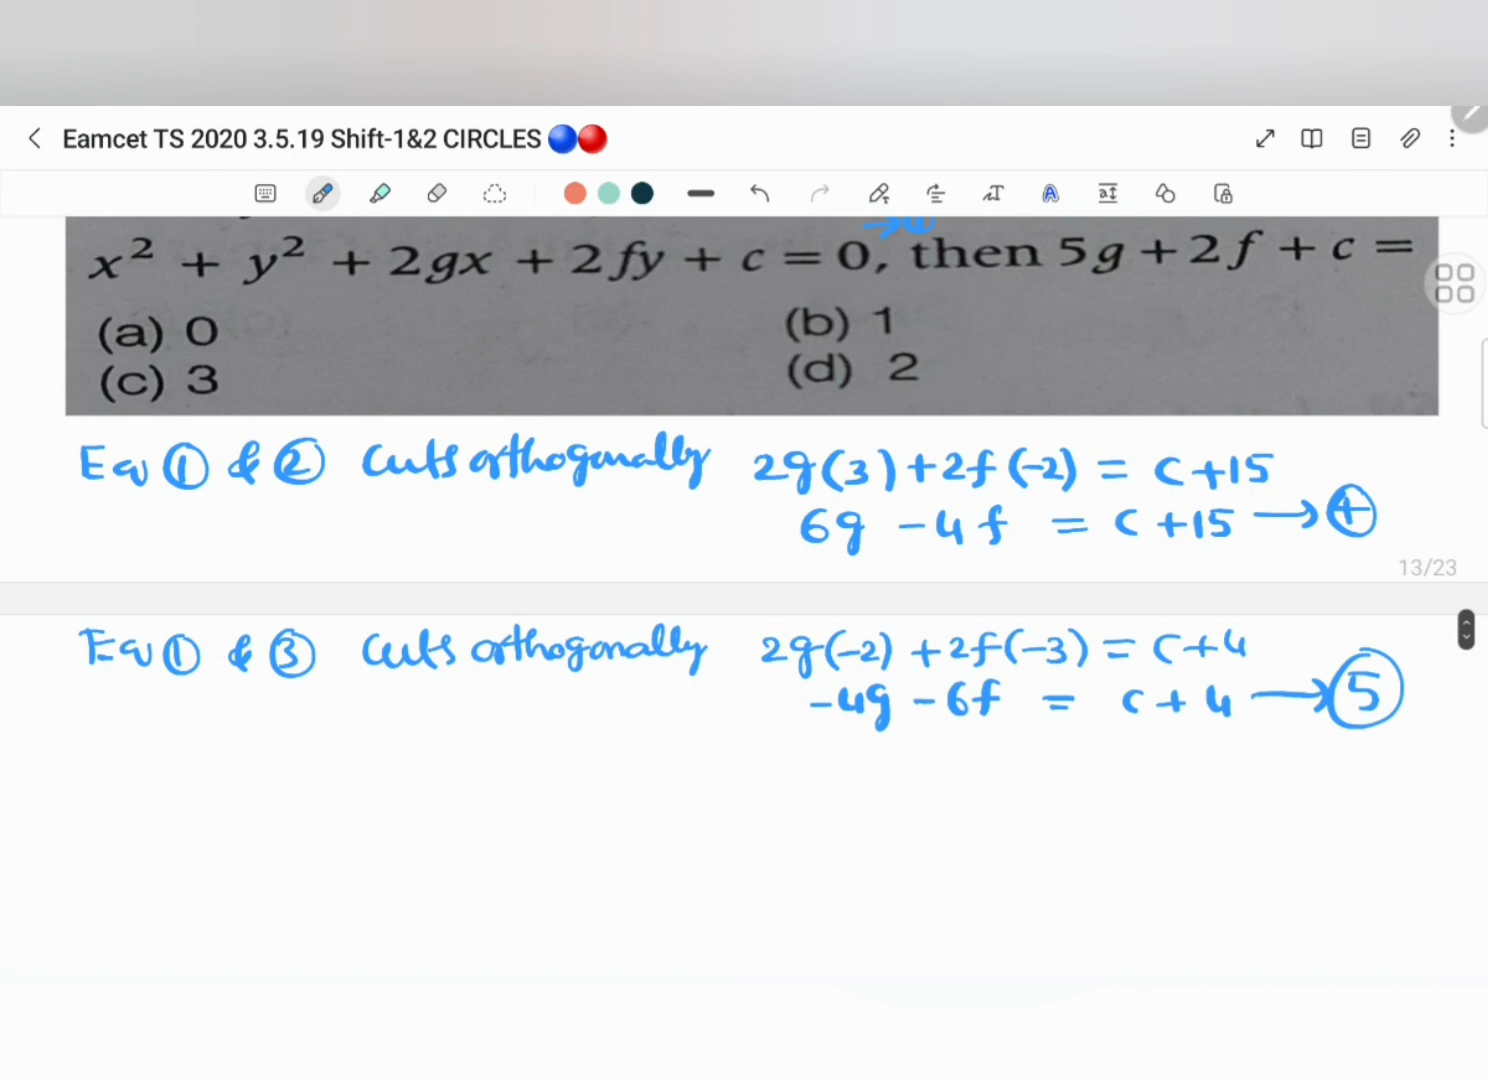 Eamcet TS 2020 3.5.19 Shift-1&2 CIRCLES
x² + y² + 2gx + 2fy + c = 0, then 5g + 2f + c =
(a) 0 (b) 1
(c) 3 (d) 2
Eq ① & ② Cuts orthogonally 2g(3)+2f(-2) = c+15
6g - 4f = c +15 → ④
13/23
Eq ① & ③ Cuts orthogonally 2g(-2) +2f(-3) = c+4
-4g - 6f = c + 4 → ⑤